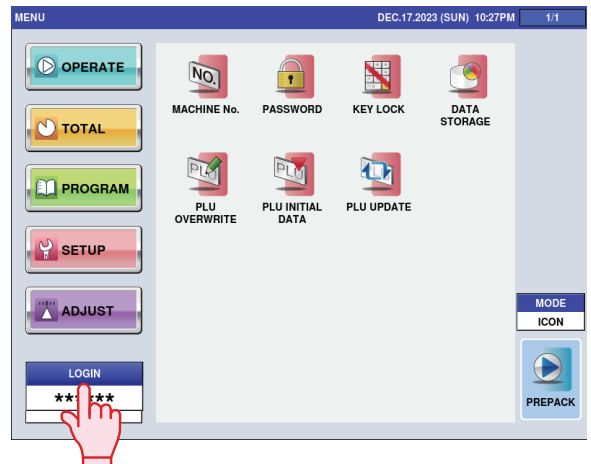 MENU
DEC.17.2023 (SUN) 10:27PM
1/1
OPERATE
TOTAL
PROGRAM
SETUP
ADJUST
LOGIN
******
NO.
MACHINE No.
PASSWORD
KEY LOCK
DATA
STORAGE
PLU
PLU
OVERWRITE
PLU
PLU INITIAL
DATA
PLU UPDATE
MODE
ICON
PREPACK